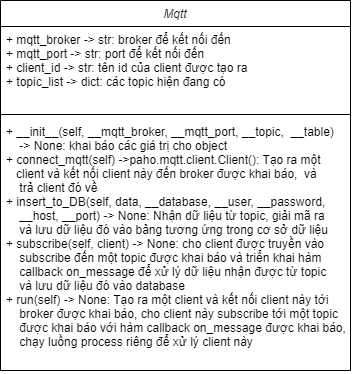 Mqtt
+ mqtt_broker -> str: broker để kết nối đến
+ mqtt_port -> str: port để kết nối đến
+ client_id -> str: tên id của client được tạo ra
+ topic_list -> dict: các topic hiện đang có
+ __init__(self, __mqtt_broker, __mqtt_port, __topic, __table)
-> None: khai báo các giá trị cho object
+ connect_mqtt(self) ->paho.mqtt.client.Client(): Tạo ra một
client và kết nối client này đến broker được khai báo, và
trả client đó về
+ insert_to_DB(self, data, __database, __user, __password,
__host, __port) -> None: Nhận dữ liệu từ topic, giải mã ra
và lưu dữ liệu đó vào bảng tương ứng trong cơ sở dữ liệu
+ subscribe(self, client) -> None: cho client được truyền vào
subscribe đến một topic được khai báo và triển khai hàm
callback on_message để xử lý dữ liệu nhận được từ topic
và lưu dữ liệu đó vào database
+ run(self) -> None: Tạo ra một client và kết nối client này tới
broker được khai báo, cho client này subscribe tới một topic
được khai báo với hàm callback on_message được khai báo,
chạy luồng process riêng để xử lý client này